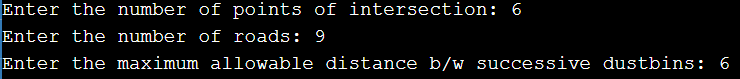 Enter the number of points of intersection: 6
Enter the number of roads: 9
Enter the maximum allowable distance b/w successive dustbins: 6